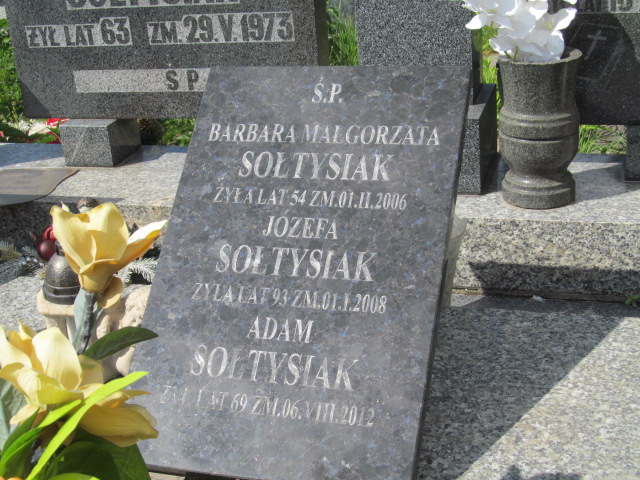 SOŁTYSIAK
ŻYŁ LAT 63 ZM.29.V.1973
S P
Ś.P.
BARBARA MAŁGORZATA
SOŁTYSIAK
ŻYŁA LAT 54 ZM.01.II.2006
JÓZEFA
SOŁTYSIAK
ŻYŁA LAT 93 ZM.01.I.2008
ADAM
SOŁTYSIAK
ŻYŁ LAT 69 ZM.06.VIII.2012